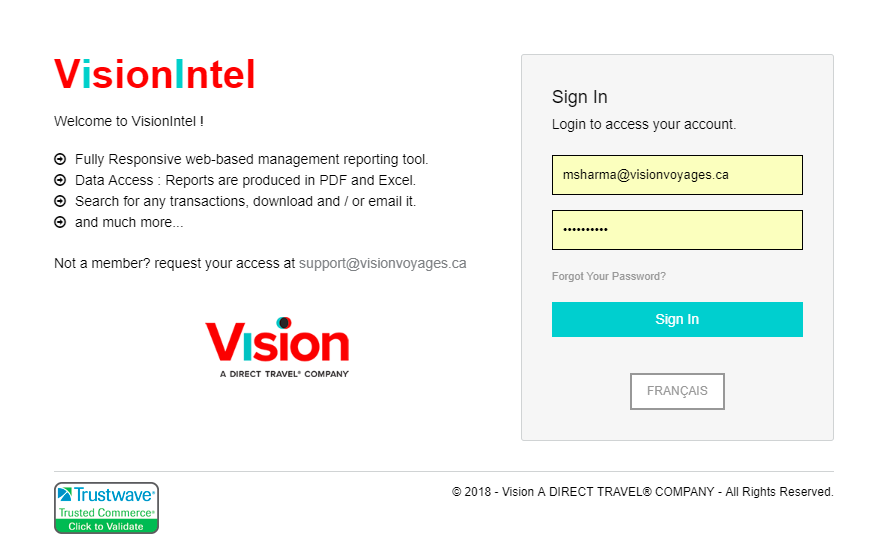 VisionIntel
Welcome to VisionIntel !
Fully Responsive web-based management reporting tool.
Data Access : Reports are produced in PDF and Excel.
Search for any transactions, download and / or email it.
and much more...
Not a member? request your access at support@visionvoyages.ca
Vision
A DIRECT TRAVEL® COMPANY
Sign In
Login to access your account.
msharma@visionvoyages.ca
••••••••••
Forgot Your Password?
Sign In
FRANÇAIS
Trustwave®
Trusted Commerce®
Click to Validate
© 2018 - Vision A DIRECT TRAVEL® COMPANY - All Rights Reserved.